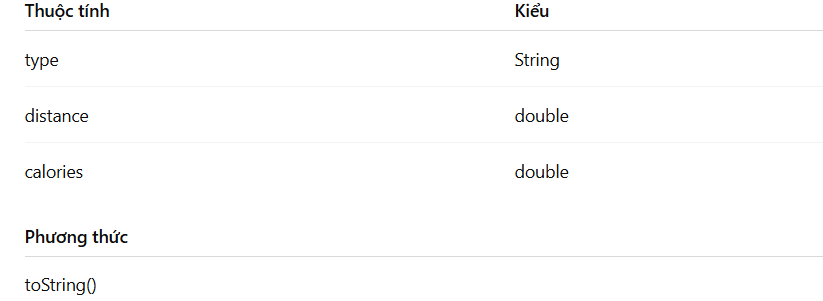 Thuộc tính Kiểu
type String
distance double
calories double
Phương thức
toString()